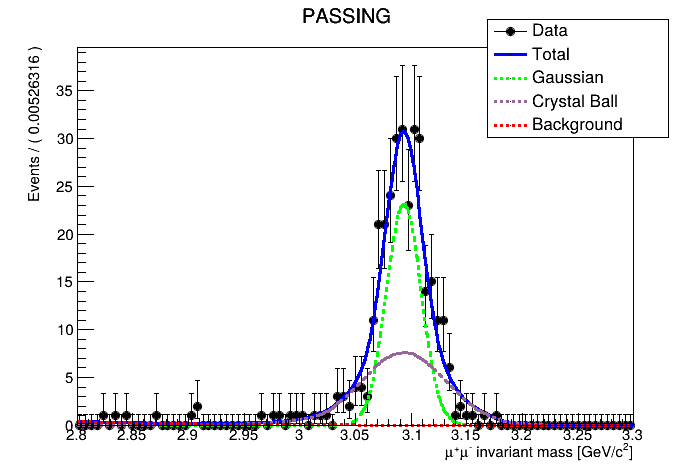 PASSING
Data
Total
Gaussian
Crystal Ball
Background
Events / ( 0.00526316 )
35
30
25
20
15
10
5
0
2.8 2.85 2.9 2.95 3 3.05 3.1 3.15 3.2 3.25 3.3
μ⁺μ⁻ invariant mass [GeV/c²]